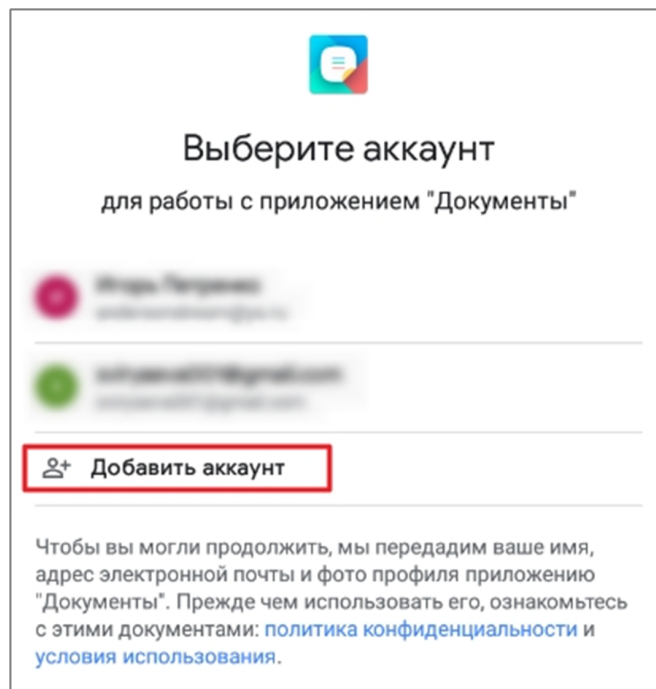 Выберите аккаунт
для работы с приложением "Документы"
Добавить аккаунт
Чтобы вы могли продолжить, мы передадим ваше имя,
адрес электронной почты и фото профиля приложению
"Документы". Прежде чем использовать его, ознакомьтесь
с этими документами: политика конфиденциальности и
условия использования.